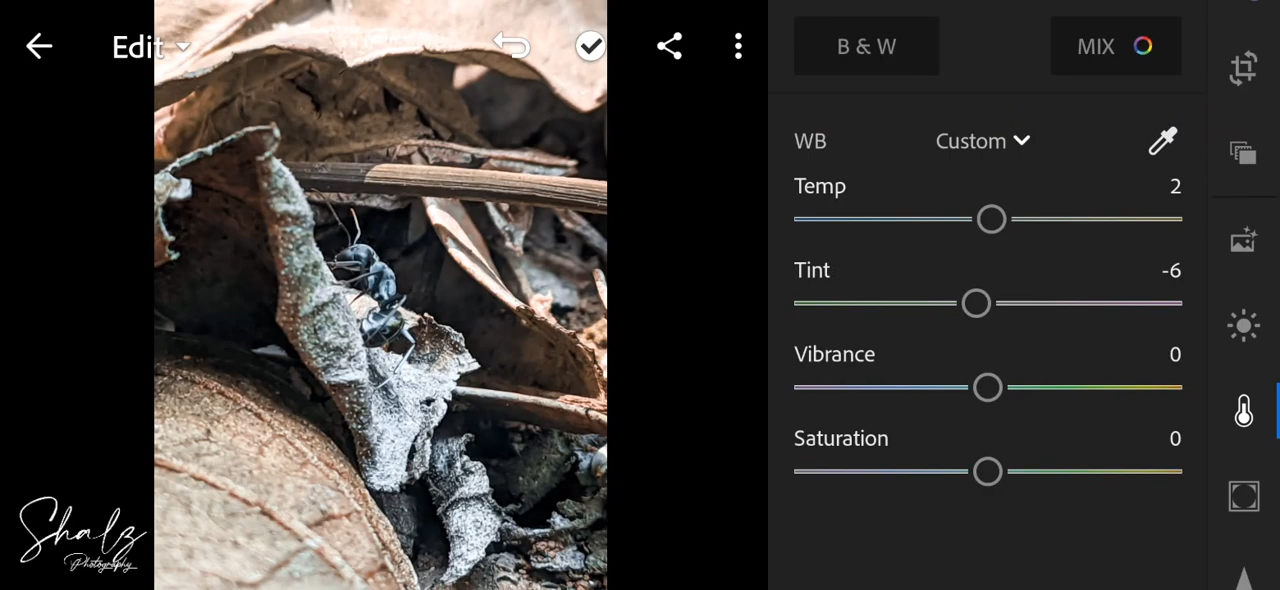 Edit
B & W
MIX
WB
Custom
Temp
2
Tint
-6
Vibrance
0
Saturation
0
Shalz
Photography